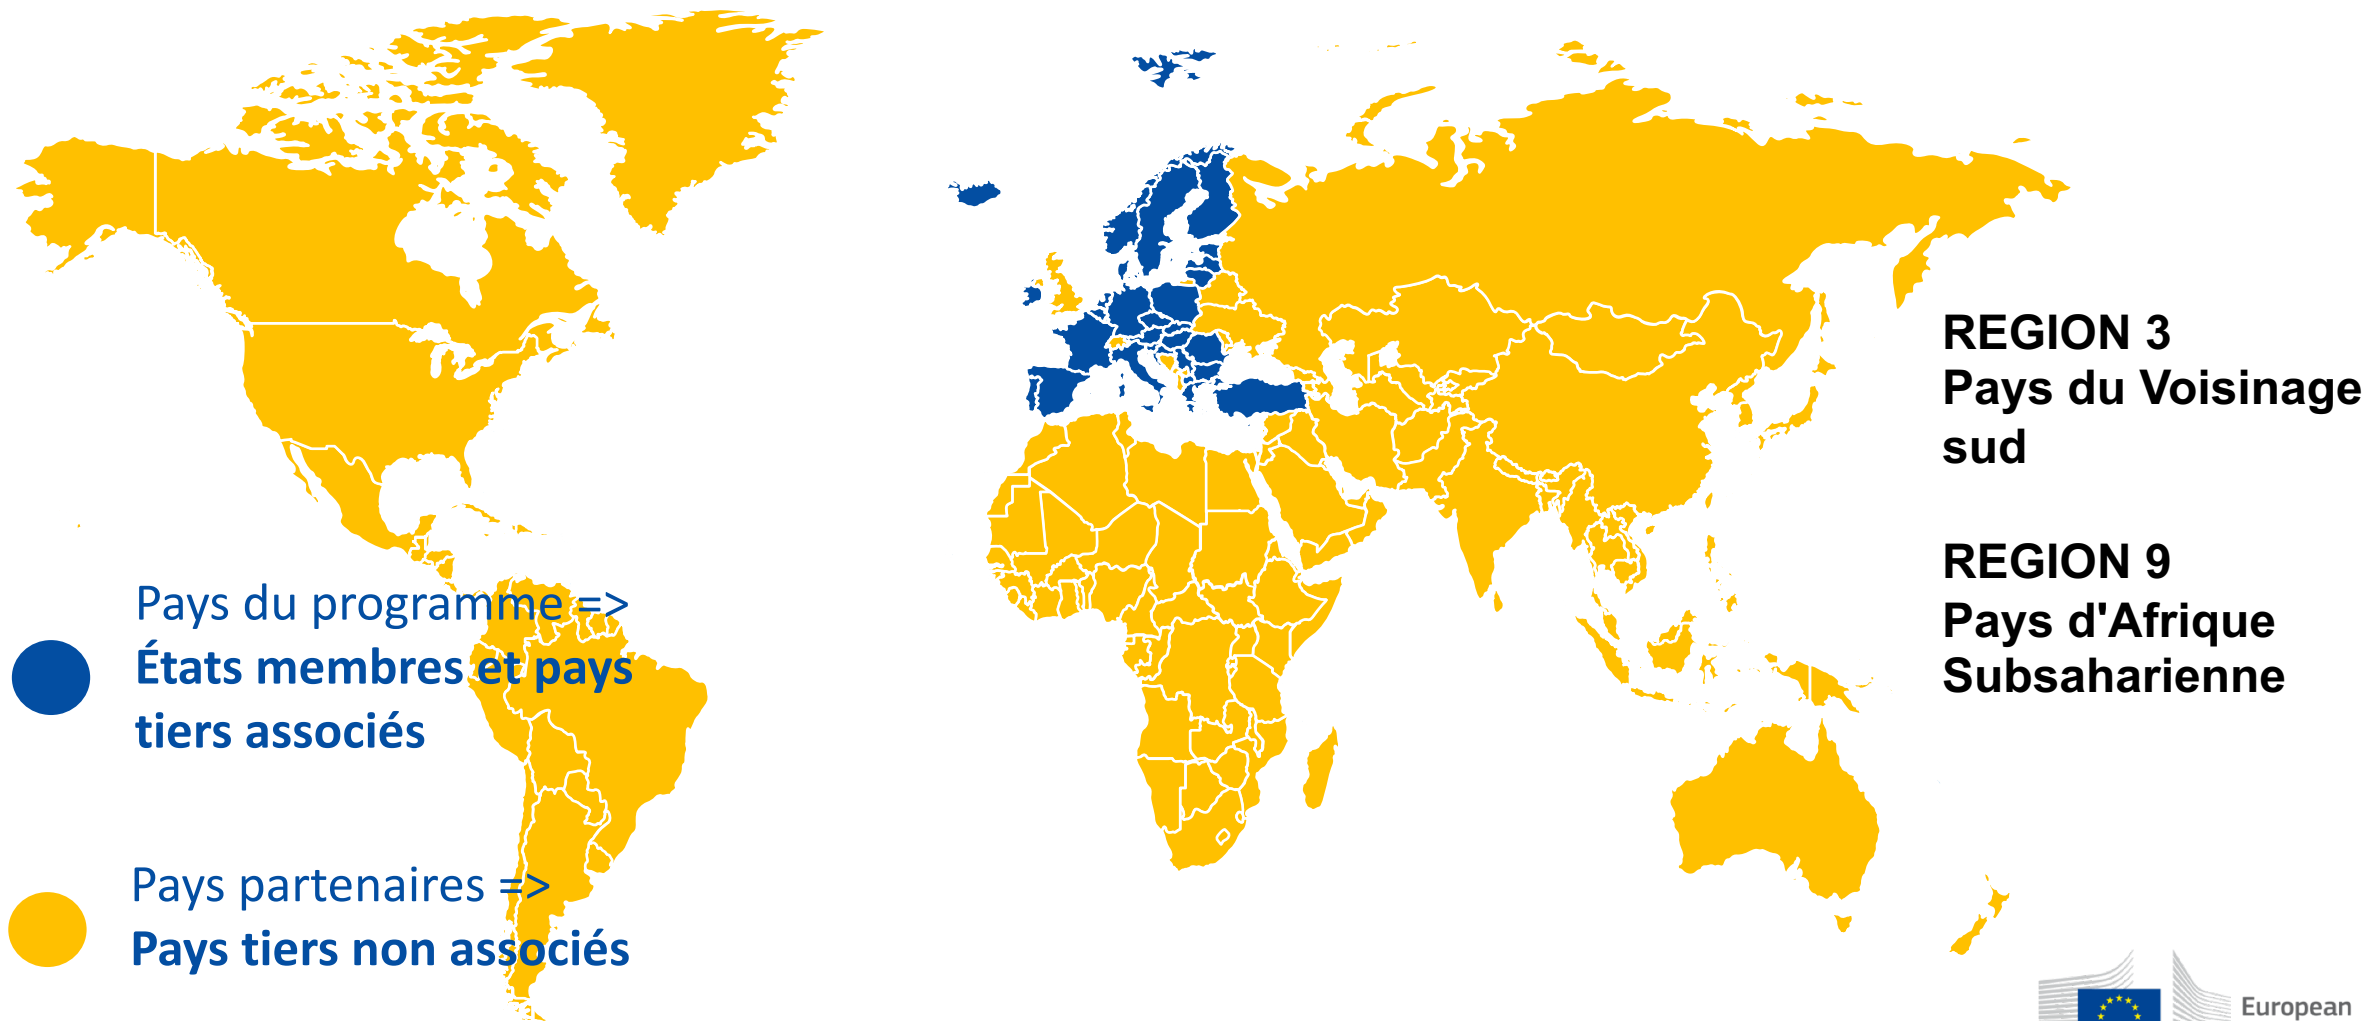 Pays du programme =>
États membres et pays
tiers associés
Pays partenaires =>
Pays tiers non associés
REGION 3
Pays du Voisinage
sud
REGION 9
Pays d'Afrique
Subsaharienne
European